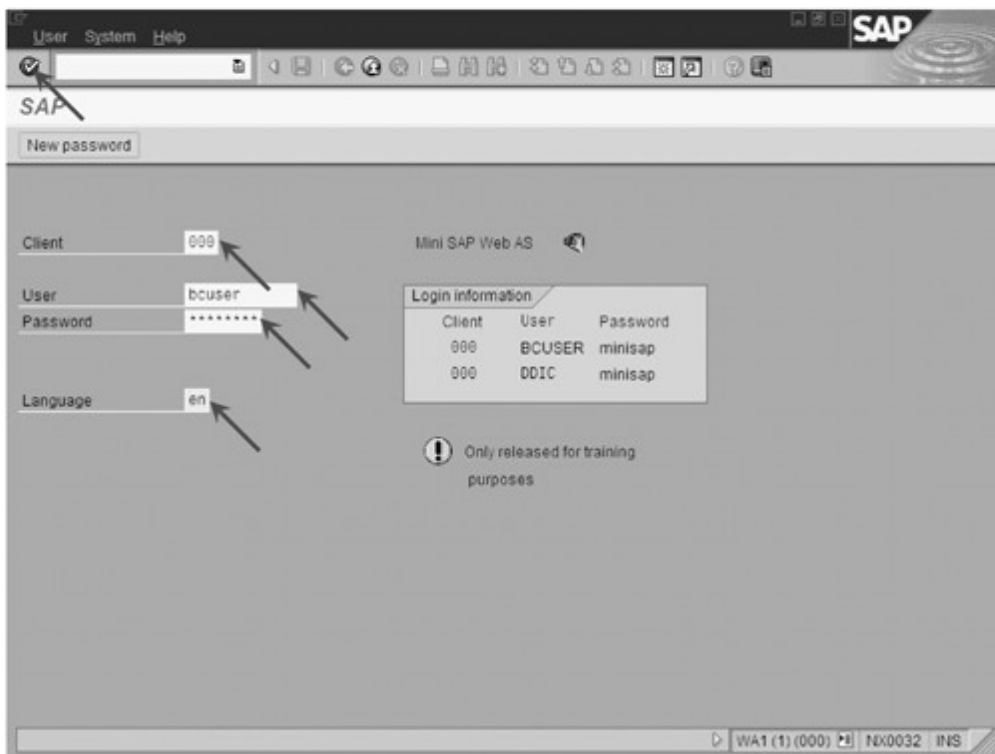 User System Help
SAP
SAP
New password
Client 000
Mini SAP Web AS
User bcuser
Password ********
Language en
Login information
Client User Password
000 BCUSER minisap
000 DDIC minisap
Only released for training
purposes
WA1 (1) (000) NX0032 INS